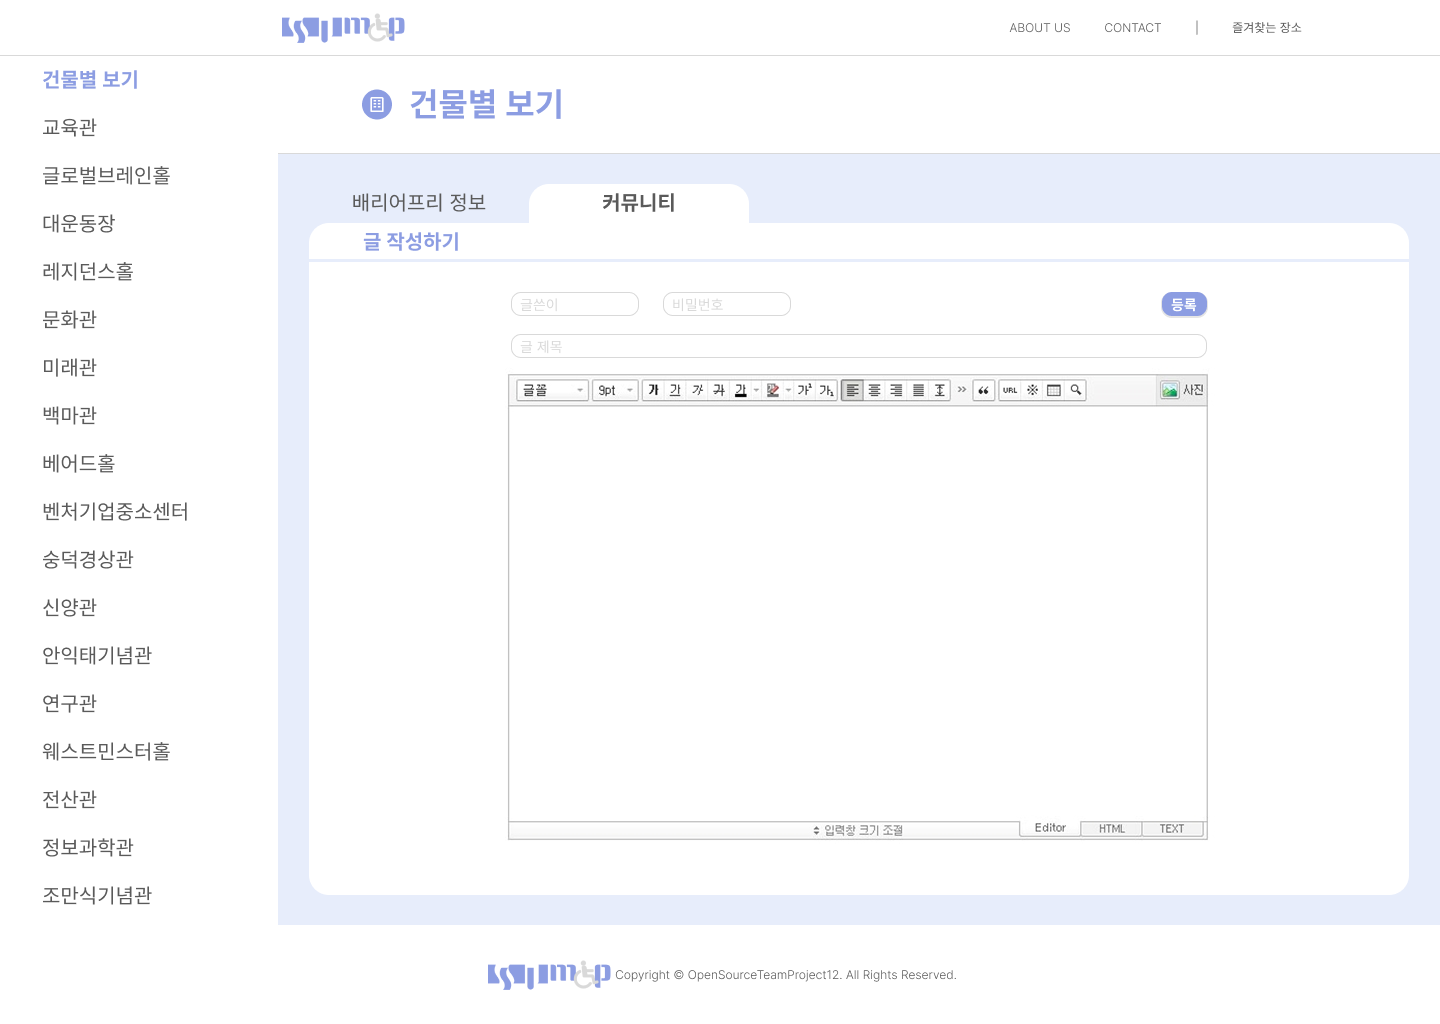 ABOUT US CONTACT | 즐겨찾는 장소
건물별 보기
교육관
글로벌브레인홀
대운동장
레지던스홀
문화관
미래관
백마관
베어드홀
벤처기업중소센터
숭덕경상관
신양관
안익태기념관
연구관
웨스트민스터홀
전산관
정보과학관
조만식기념관
건물별 보기
배리어프리 정보 커뮤니티
글 작성하기
글쓴이 비밀번호 등록
글 제목
글꼴 9pt 가 가 가 가 가 가¹ 가₁ » “ URL ※ 사진
입력창 크기 조절 Editor HTML TEXT
Copyright © OpenSourceTeamProject12. All Rights Reserved.